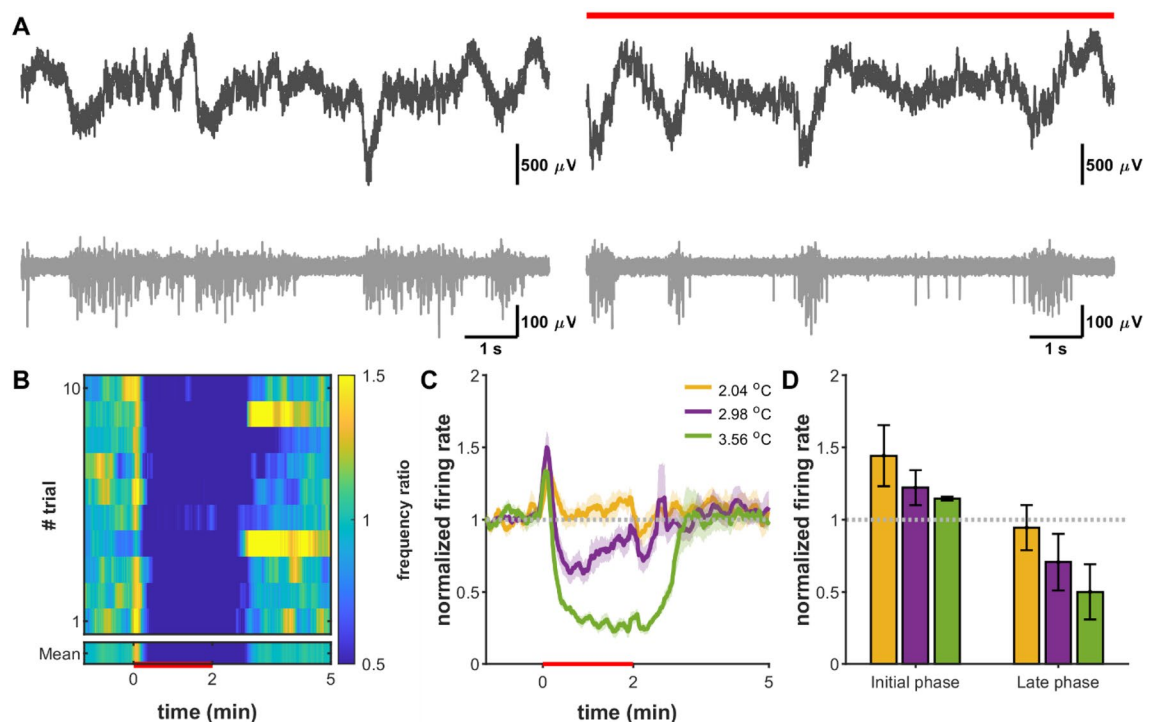 A
500 µV
500 µV
100 µV
1 s
100 µV
1 s
B
10
# trial
1
Mean
0
2
5
time (min)
1.5
1
0.5
frequency ratio
C
2
1.5
1
0.5
0
normalized firing rate
2.04 °C
2.98 °C
3.56 °C
0
2
5
time (min)
D
2
1.5
1
0.5
0
normalized firing rate
Initial phase
Late phase